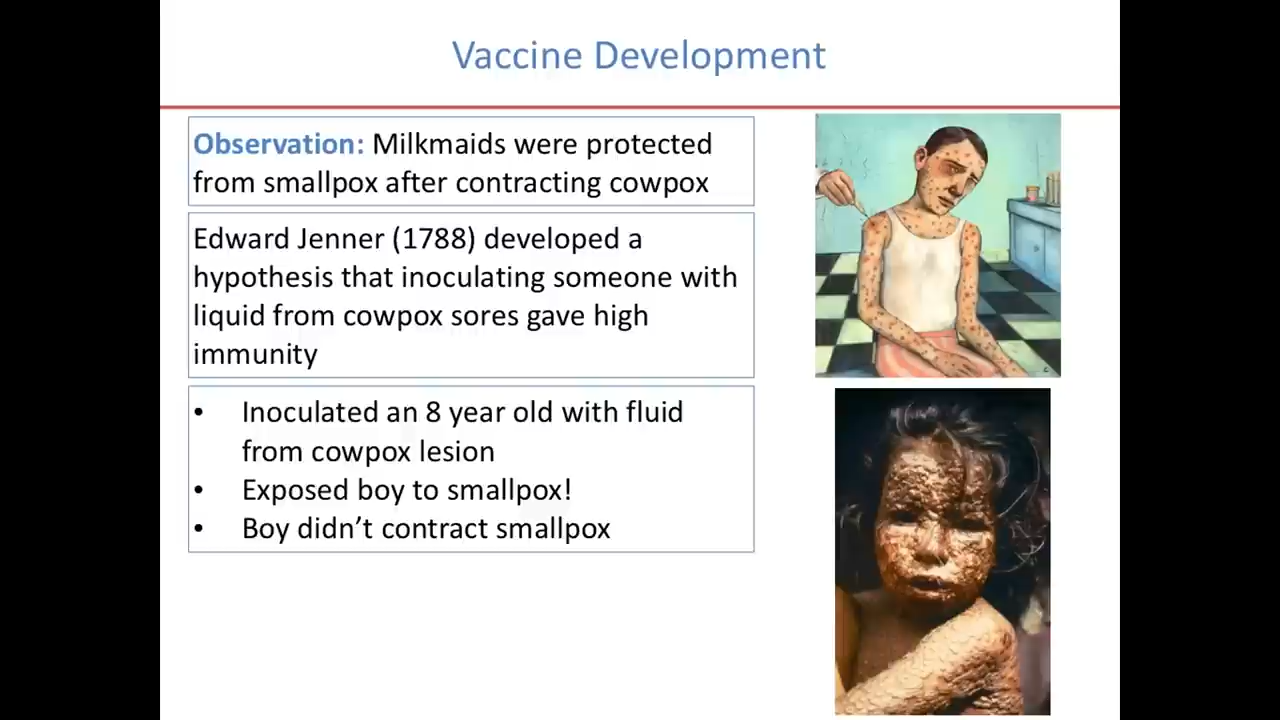 Vaccine Development
Observation: Milkmaids were protected
from smallpox after contracting cowpox
Edward Jenner (1788) developed a
hypothesis that inoculating someone with
liquid from cowpox sores gave high
immunity
• Inoculated an 8 year old with fluid
from cowpox lesion
• Exposed boy to smallpox!
• Boy didn’t contract smallpox